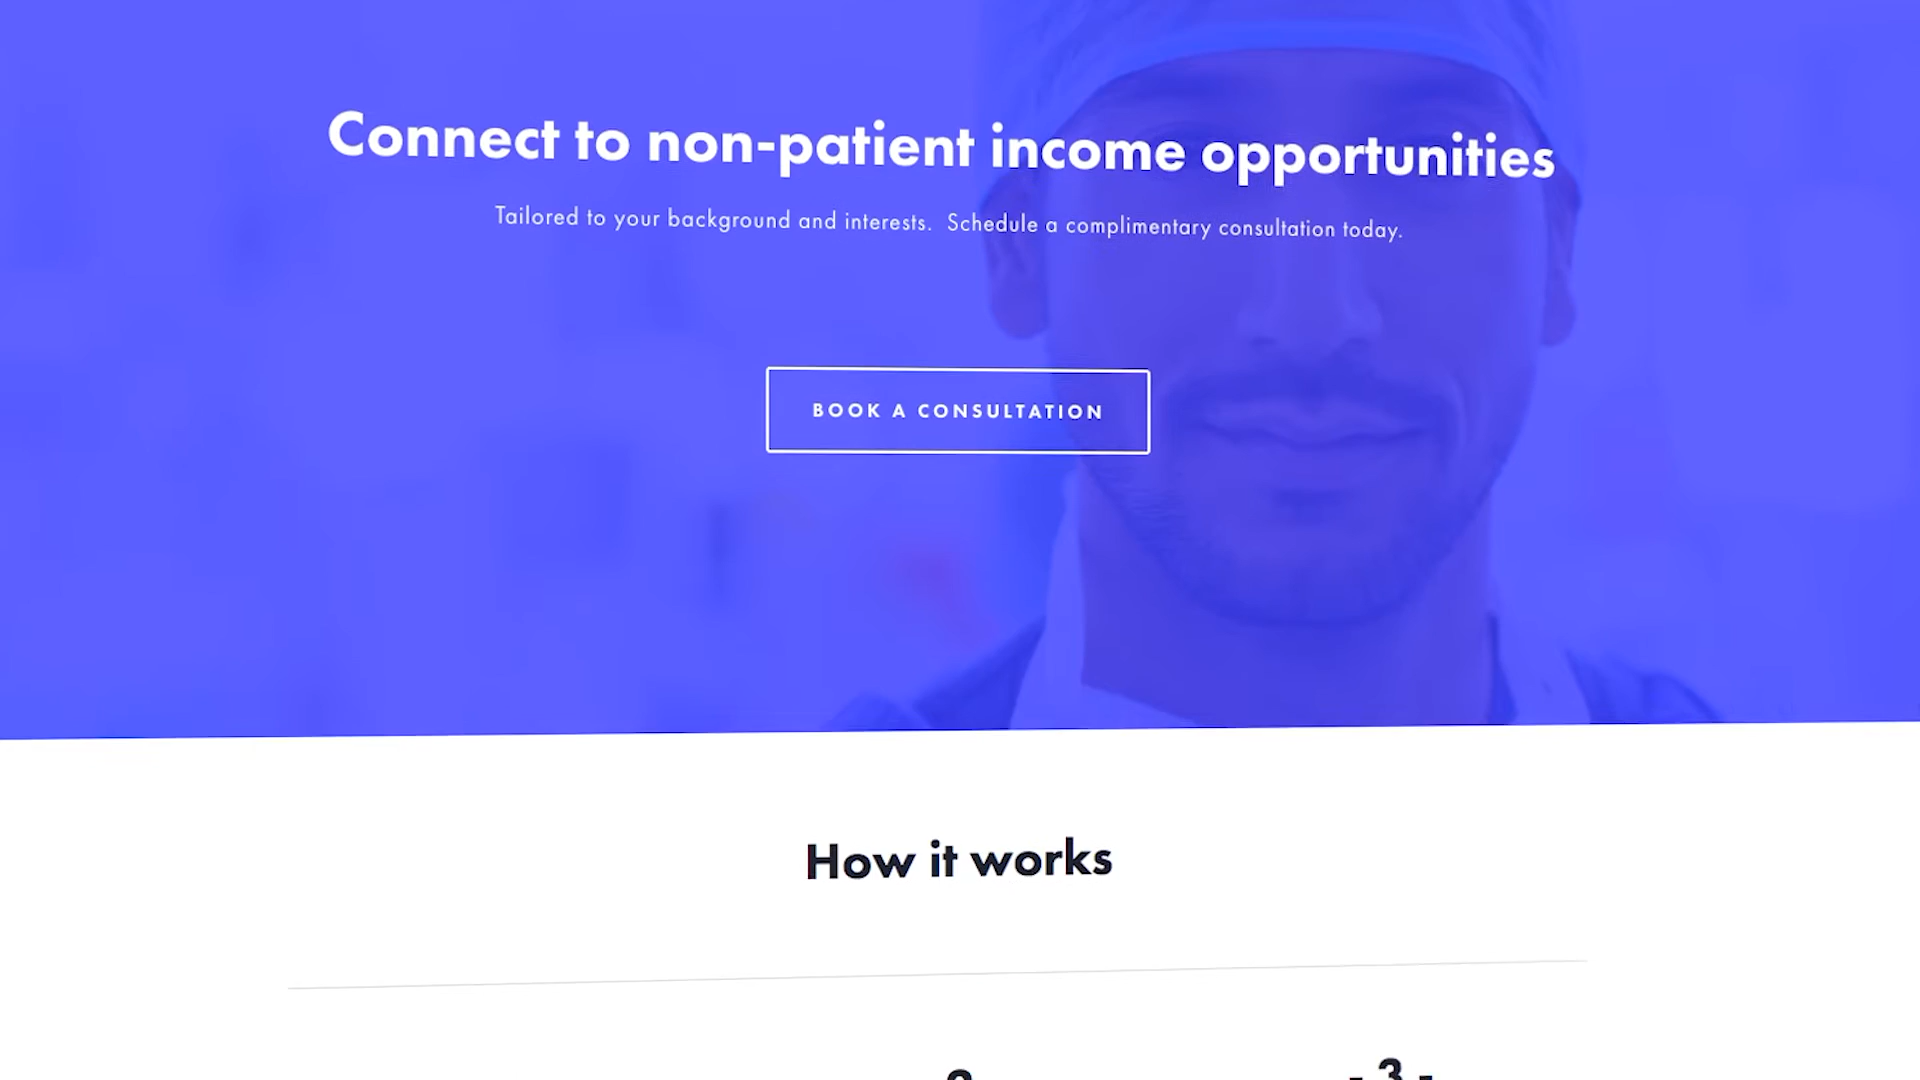 Connect to non-patient income opportunities
Tailored to your background and interests. Schedule a complimentary consultation today.
BOOK A CONSULTATION
How it works
- 3 -